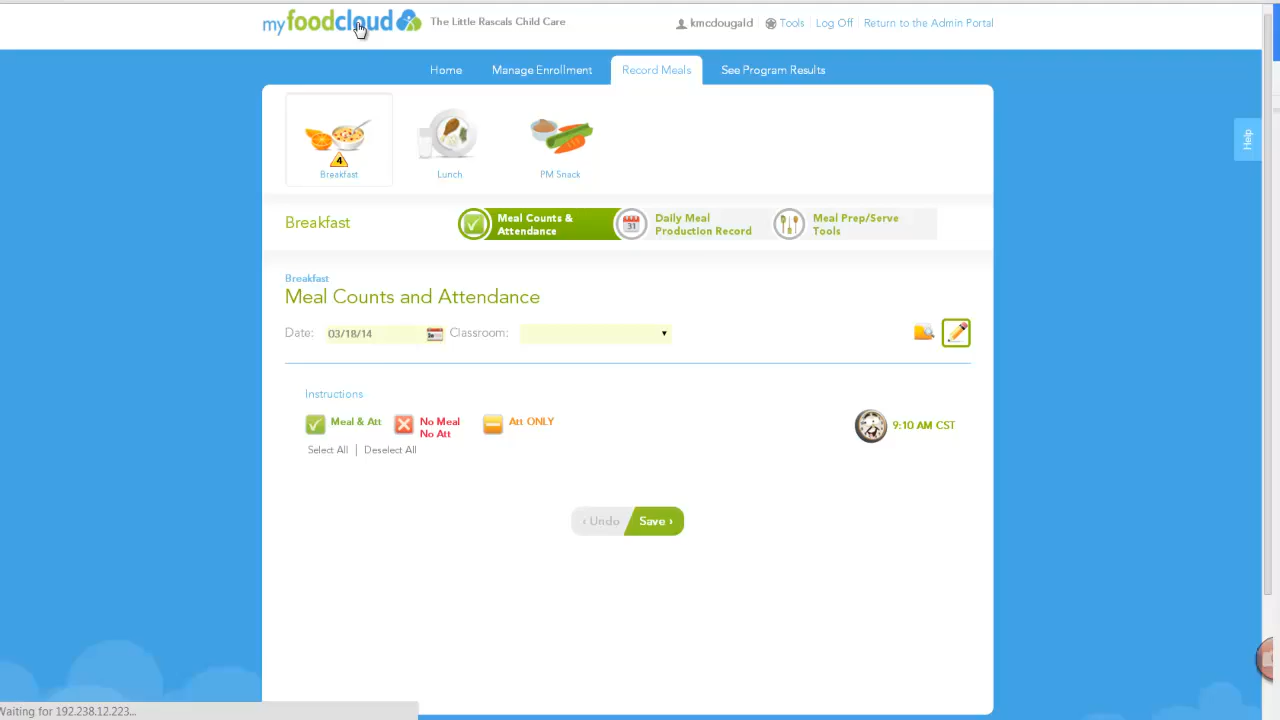 myfoodcloud The Little Rascals Child Care kmcdougald Tools Log Off Return to the Admin Portal
Home Manage Enrollment Record Meals See Program Results
Help
4
Breakfast Lunch PM Snack
Breakfast
Meal Counts &
Attendance
31
Daily Meal
Production Record
Meal Prep/Serve
Tools
Breakfast
Meal Counts and Attendance
Date: 03/18/14 Classroom:
Instructions
Meal & Att
No Meal
No Att
Att ONLY
9:10 AM CST
Select All | Deselect All
‹ Undo Save ›
Waiting for 192.238.12.223...